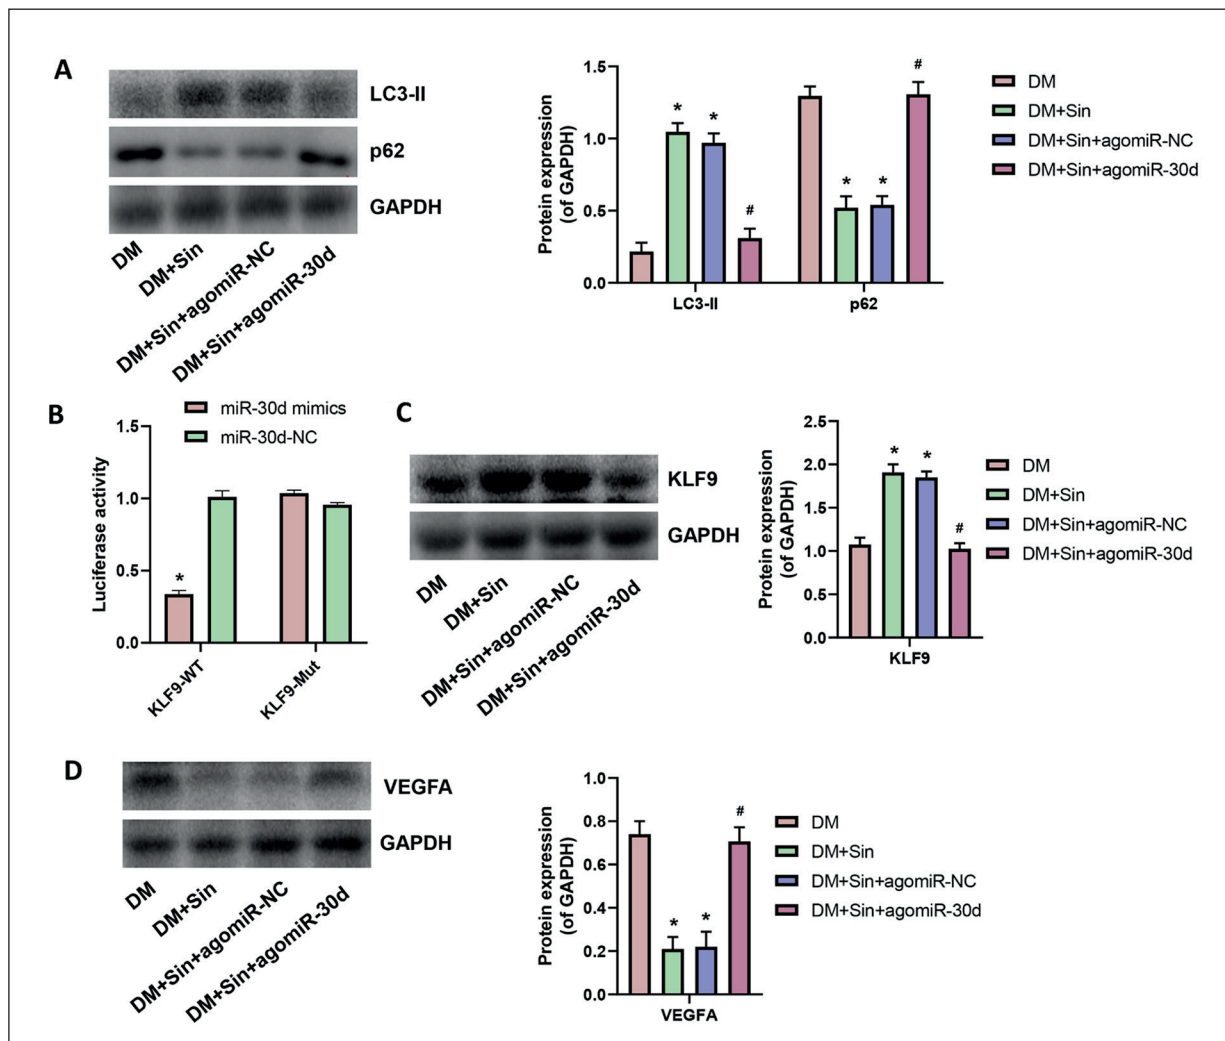 A
LC3-II
p62
GAPDH
DM
DM+Sin
DM+Sin+agomiR-NC
DM+Sin+agomiR-30d
Protein expression
(of GAPDH)
1.5
1.0
0.5
0.0
*
*
#
*
*
#
LC3-II
p62
DM
DM+Sin
DM+Sin+agomiR-NC
DM+Sin+agomiR-30d
B
miR-30d mimics
miR-30d-NC
Luciferase activity
1.5
1.0
0.5
0.0
*
KLF9-WT
KLF9-Mut
C
KLF9
GAPDH
DM
DM+Sin
DM+Sin+agomiR-NC
DM+Sin+agomiR-30d
Protein expression
(of GAPDH)
2.5
2.0
1.5
1.0
0.5
0.0
*
*
#
KLF9
DM
DM+Sin
DM+Sin+agomiR-NC
DM+Sin+agomiR-30d
D
VEGFA
GAPDH
DM
DM+Sin
DM+Sin+agomiR-NC
DM+Sin+agomiR-30d
Protein expression
(of GAPDH)
1.0
0.8
0.6
0.4
0.2
0.0
*
*
#
VEGFA
DM
DM+Sin
DM+Sin+agomiR-NC
DM+Sin+agomiR-30d